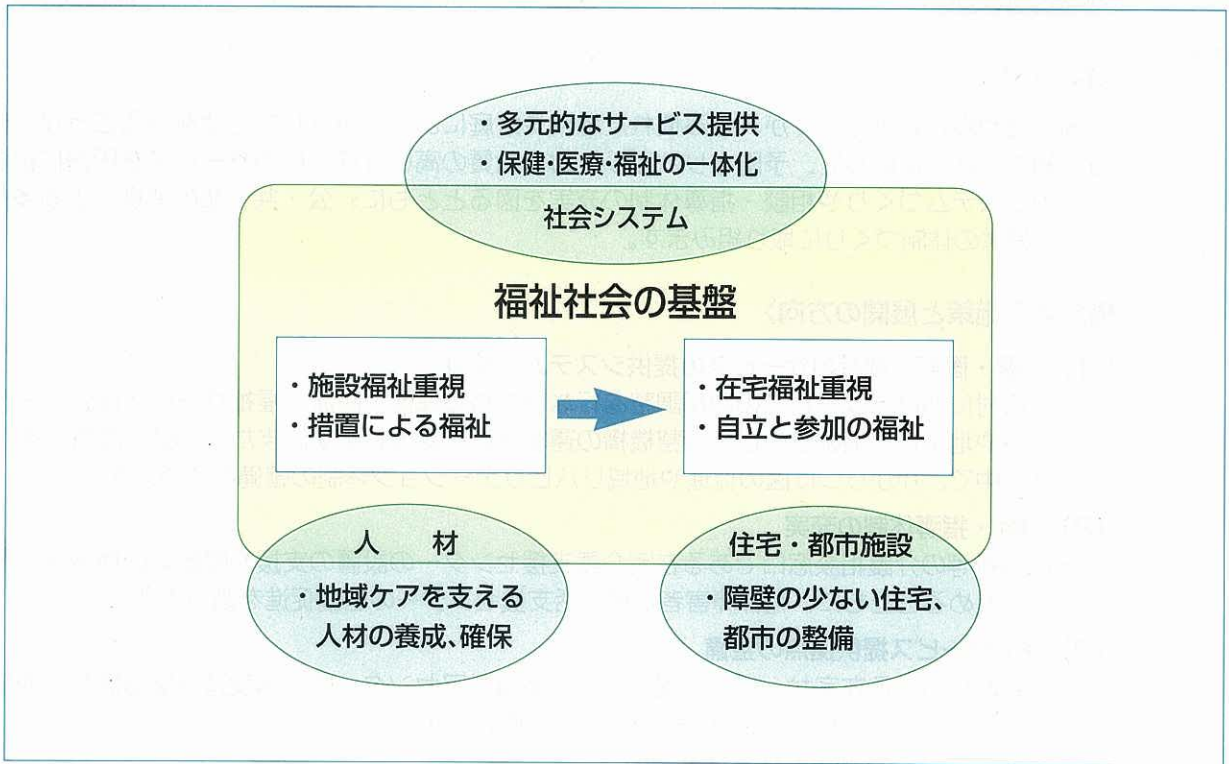 ・多元的なサービス提供
・保健・医療・福祉の一体化
社会システム
福祉社会の基盤
・施設福祉重視
・措置による福祉
・在宅福祉重視
・自立と参加の福祉
人　材
・地域ケアを支える
人材の養成、確保
住宅・都市施設
・障壁の少ない住宅、
都市の整備